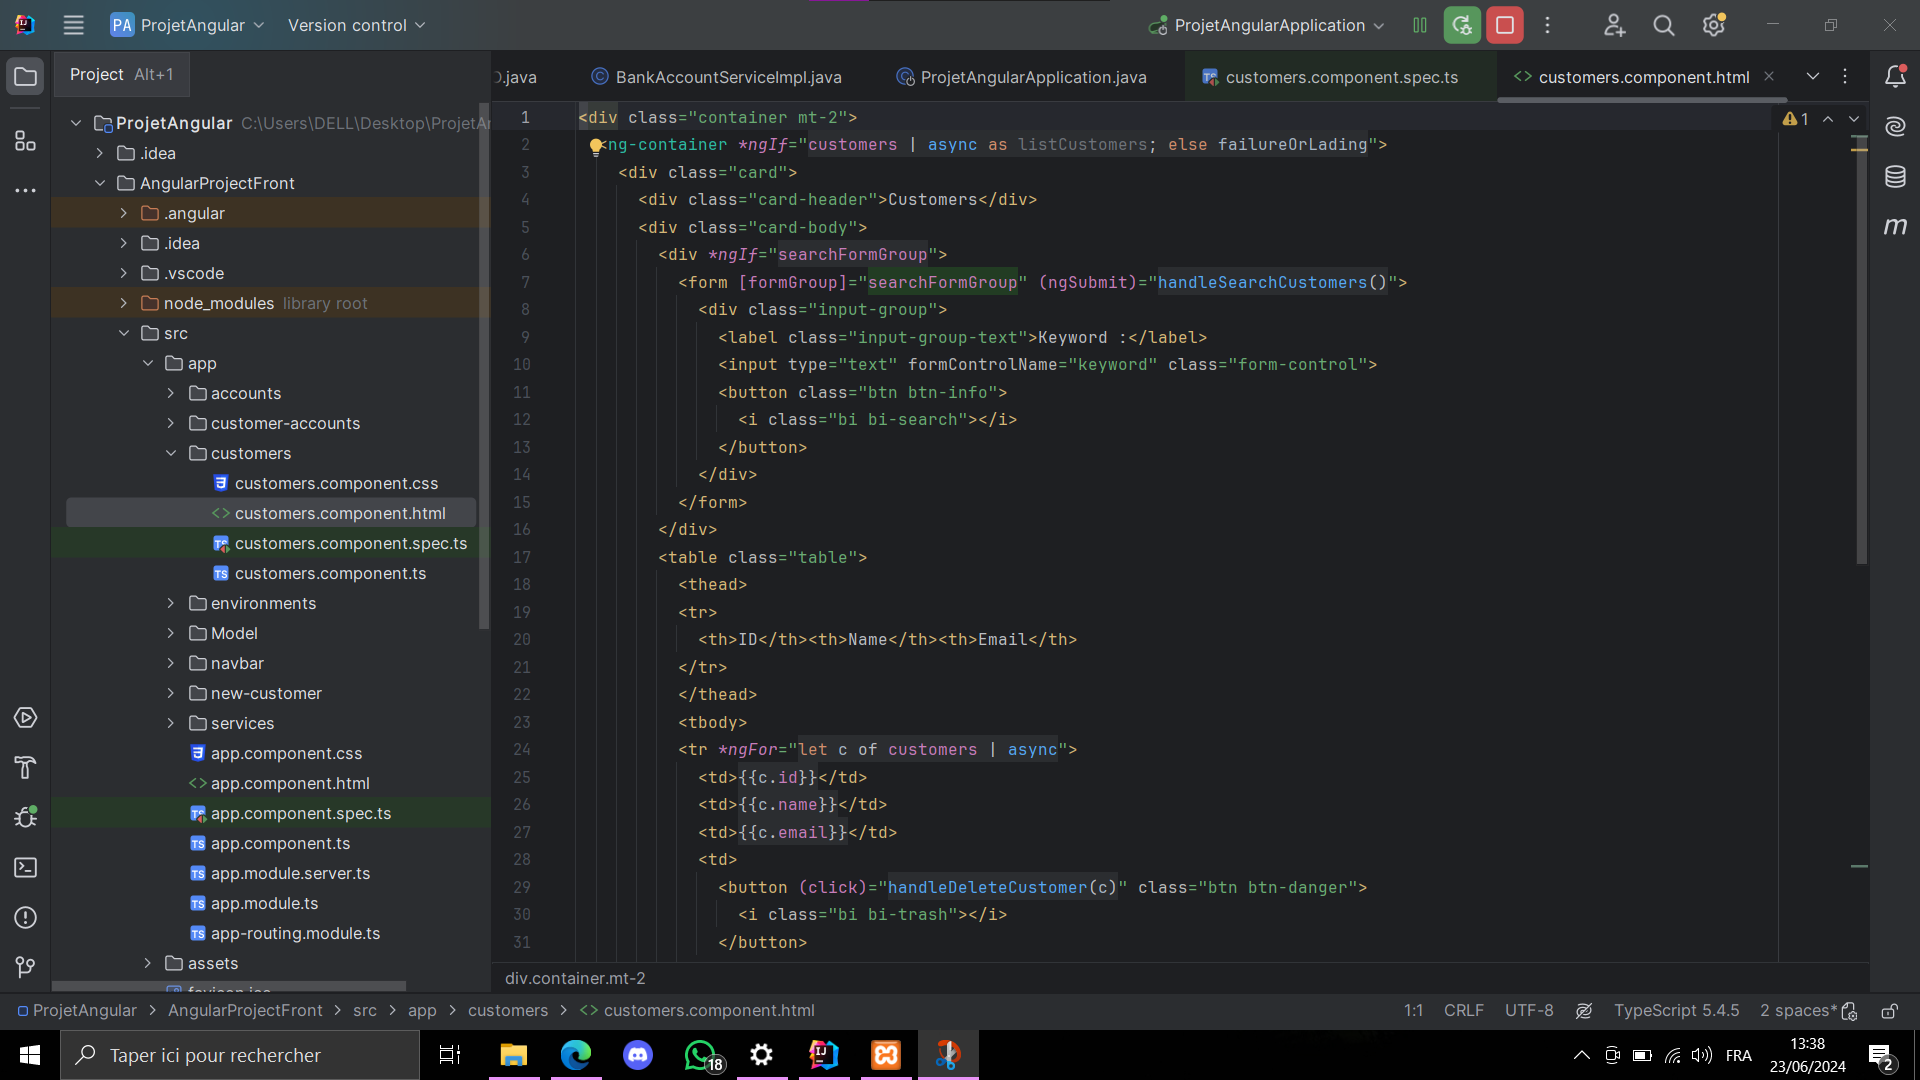 PA ProjetAngular Version control ProjetAngularApplication
Project Alt+1
.java BankAccountServiceImpl.java ProjetAngularApplication.java customers.component.spec.ts customers.component.html
ProjetAngular C:\Users\DELL\Desktop\ProjetA
.idea
AngularProjectFront
.angular
.idea
.vscode
node_modules library root
src
app
accounts
customer-accounts
customers
customers.component.css
customers.component.html
customers.component.spec.ts
customers.component.ts
environments
Model
navbar
new-customer
services
app.component.css
app.component.html
app.component.spec.ts
app.component.ts
app.module.server.ts
app.module.ts
app-routing.module.ts
assets
favicon.ico
1 <div class="container mt-2">
2 <ng-container *ngIf="customers | async as listCustomers; else failureOrLading">
3 <div class="card">
4 <div class="card-header">Customers</div>
5 <div class="card-body">
6 <div *ngIf="searchFormGroup">
7 <form [formGroup]="searchFormGroup" (ngSubmit)="handleSearchCustomers()">
8 <div class="input-group">
9 <label class="input-group-text">Keyword :</label>
10 <input type="text" formControlName="keyword" class="form-control">
11 <button class="btn btn-info">
12 <i class="bi bi-search"></i>
13 </button>
14 </div>
15 </form>
16 </div>
17 <table class="table">
18 <thead>
19 <tr>
20 <th>ID</th><th>Name</th><th>Email</th>
21 </tr>
22 </thead>
23 <tbody>
24 <tr *ngFor="let c of customers | async">
25 <td>{{c.id}}</td>
26 <td>{{c.name}}</td>
27 <td>{{c.email}}</td>
28 <td>
29 <button (click)="handleDeleteCustomer(c)" class="btn btn-danger">
30 <i class="bi bi-trash"></i>
31 </button>
1
div.container.mt-2
ProjetAngular > AngularProjectFront > src > app > customers > <> customers.component.html 1:1 CRLF UTF-8 TypeScript 5.4.5 2 spaces*
Taper ici pour rechercher 18 FRA 13:38
23/06/2024 2